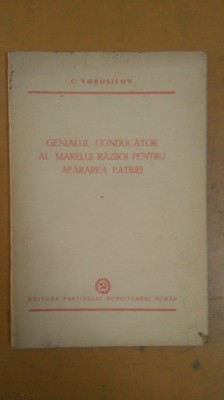 C. VOROȘILOV
GENIALUL CONDUCĂTOR
AL MARELUI RĂZBOI PENTRU
APĂRAREA PATRIEI
EDITURA PARTIDULUI MUNCITORESC ROMÂN